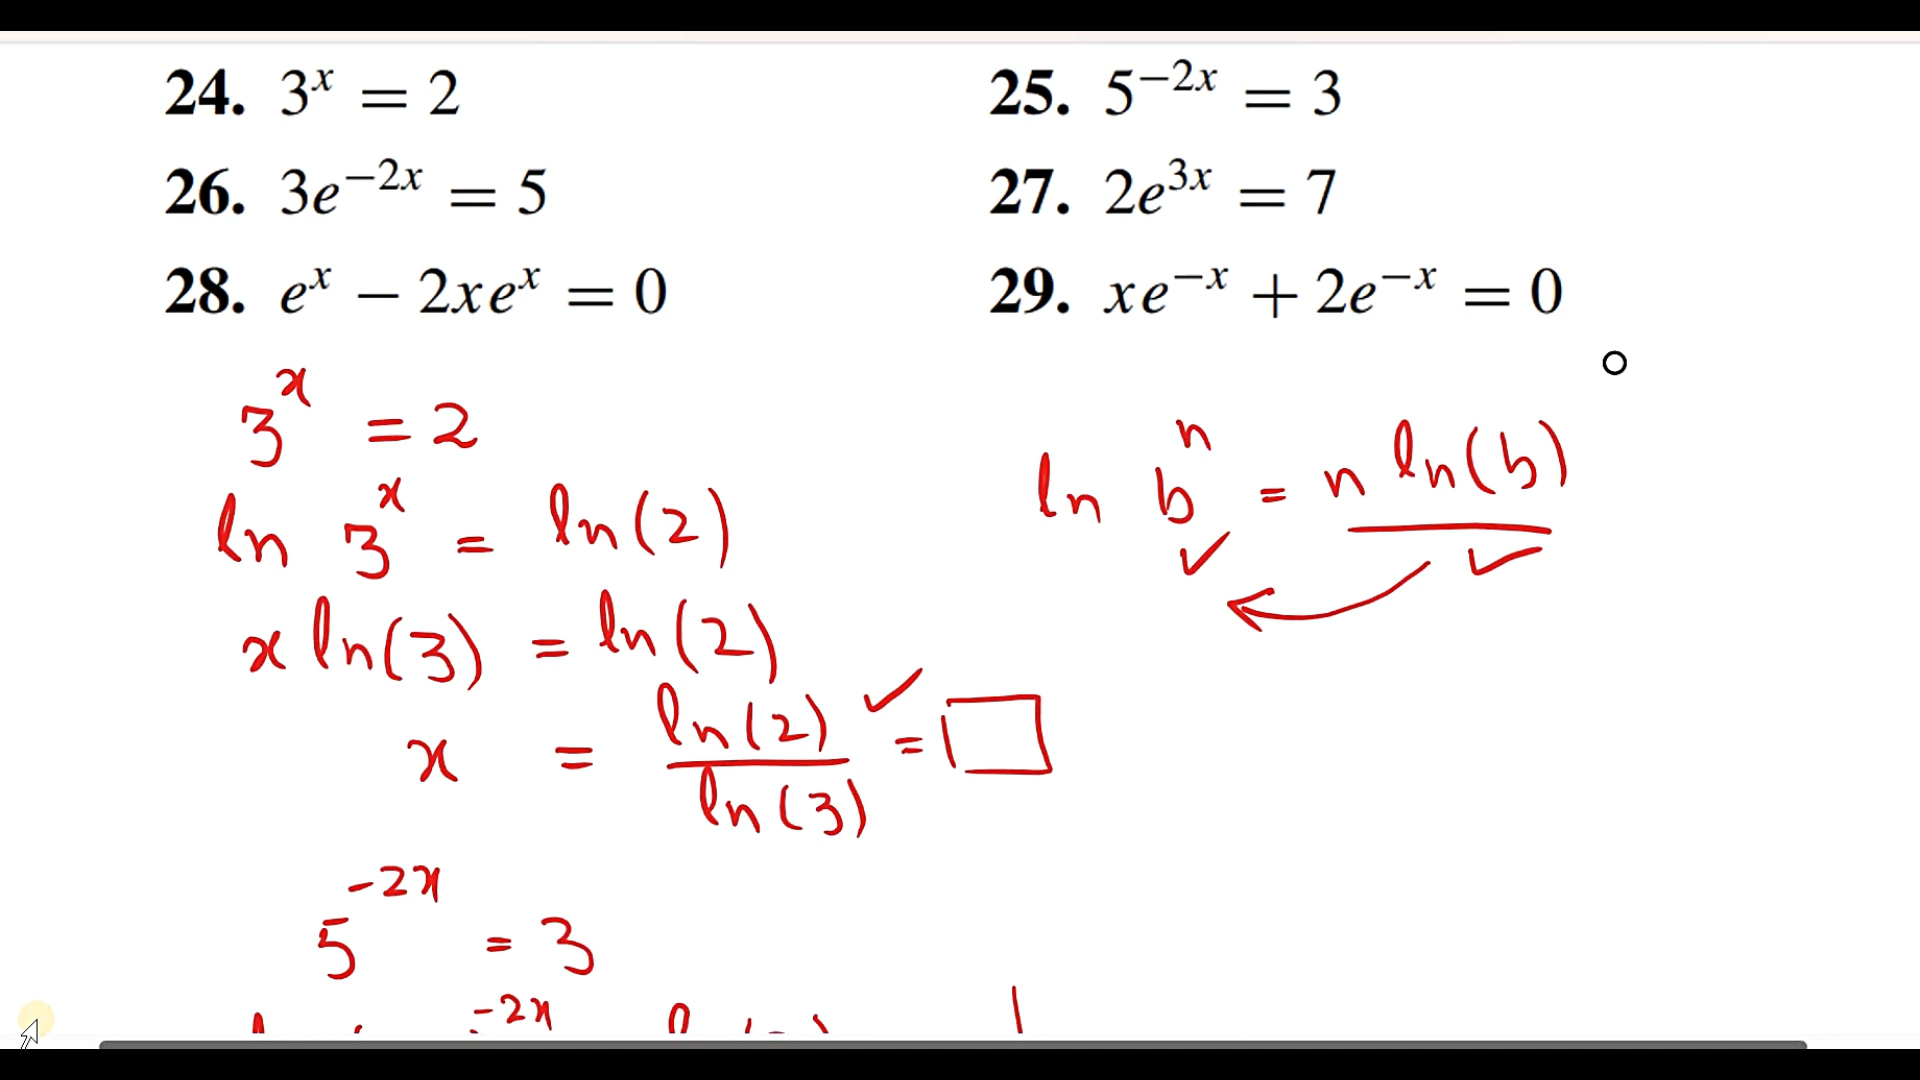 24. 3^x = 2
25. 5^{-2x} = 3
26. 3e^{-2x} = 5
27. 2e^{3x} = 7
28. e^x − 2xe^x = 0
29. xe^{-x} + 2e^{-x} = 0
3^x = 2
ln 3^x = ln(2)
x ln(3) = ln(2)
x = ln(2)/ln(3) ✓ = □
ln b^n = n ln(b)
✓ ✓
5^{-2x} = 3
-2x